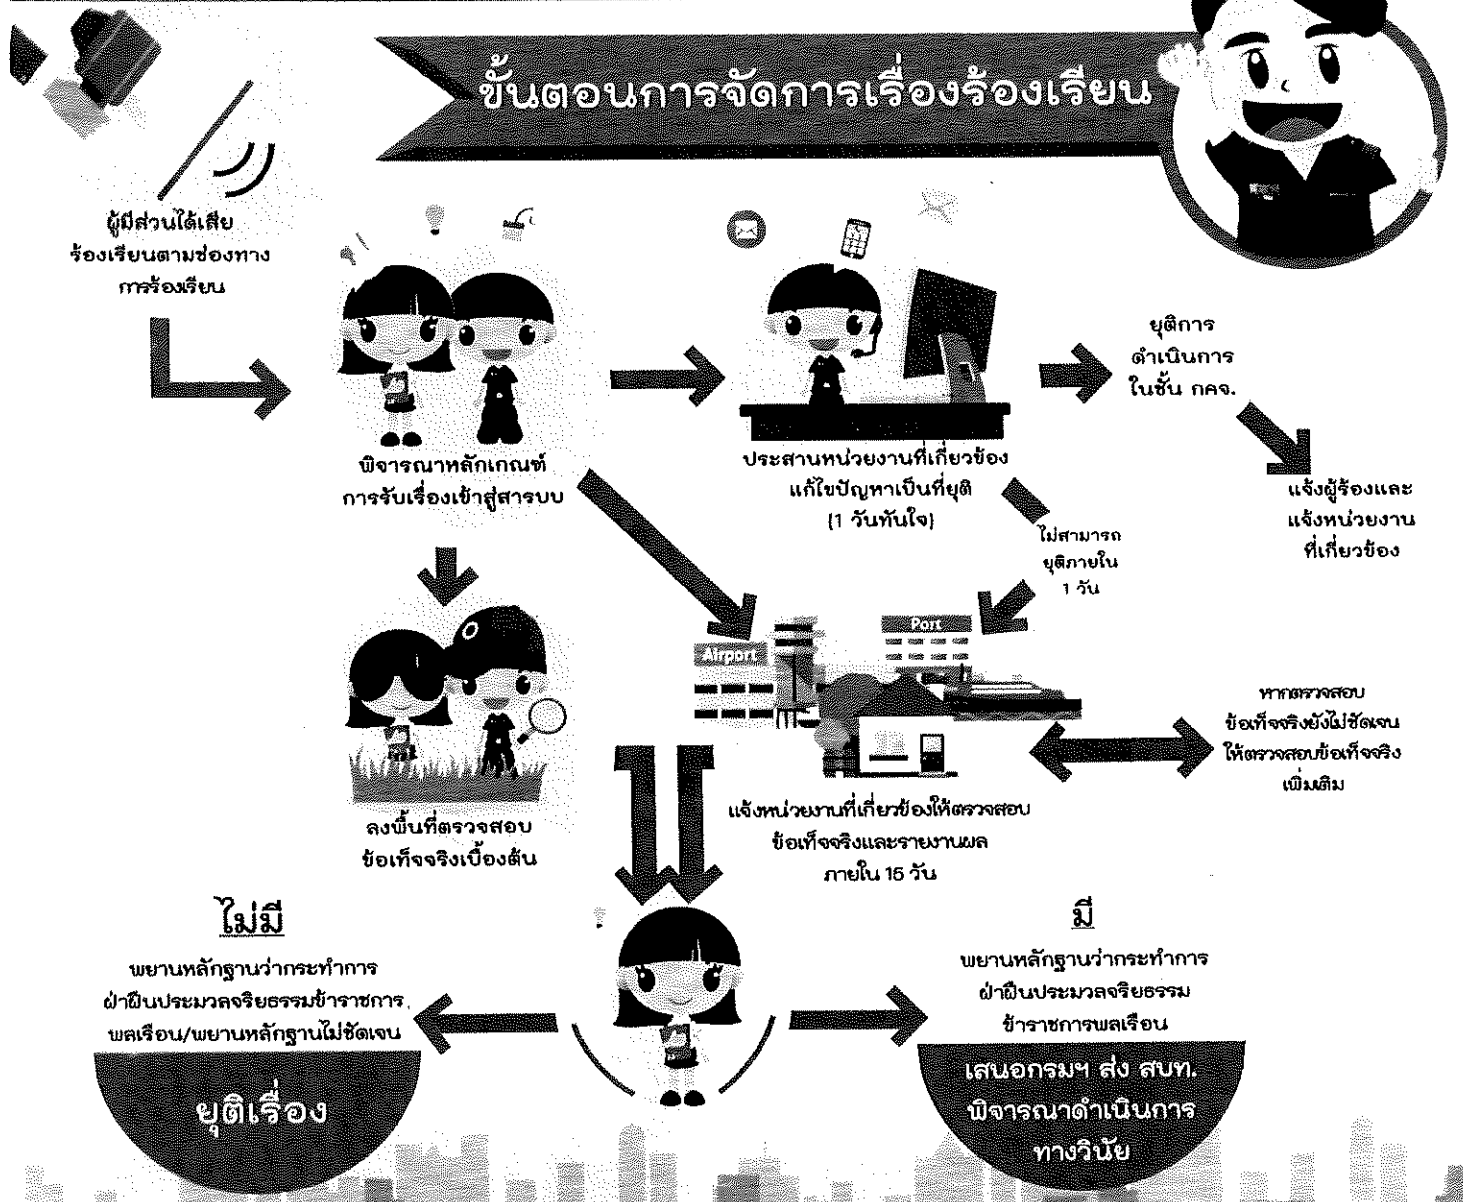 ขั้นตอนการจัดการเรื่องร้องเรียน
ผู้มีส่วนได้เสีย
ร้องเรียนตามช่องทาง
การร้องเรียน
พิจารณาหลักเกณฑ์
การรับเรื่องเข้าสู่สารบบ
ประสานหน่วยงานที่เกี่ยวข้อง
แก้ไขปัญหาเป็นที่ยุติ
(1 วันทันใจ)
ยุติการ
ดำเนินการ
ในชั้น กคจ.
แจ้งผู้ร้องและ
แจ้งหน่วยงาน
ที่เกี่ยวข้อง
ไม่สามารถ
ยุติภายใน
1 วัน
Airport
Port
ลงพื้นที่ตรวจสอบ
ข้อเท็จจริงเบื้องต้น
แจ้งหน่วยงานที่เกี่ยวข้องให้ตรวจสอบ
ข้อเท็จจริงและรายงานผล
ภายใน 15 วัน
หากตรวจสอบ
ข้อเท็จจริงยังไม่ชัดเจน
ให้ตรวจสอบข้อเท็จจริง
เพิ่มเติม
ไม่มี
พยานหลักฐานว่ากระทำการ
ฝ่าฝืนประมวลจริยธรรมข้าราชการ
พลเรือน/พยานหลักฐานไม่ชัดเจน
ยุติเรื่อง
มี
พยานหลักฐานว่ากระทำการ
ฝ่าฝืนประมวลจริยธรรม
ข้าราชการพลเรือน
เสนอกรมฯ ส่ง สบท.
พิจารณาดำเนินการ
ทางวินัย